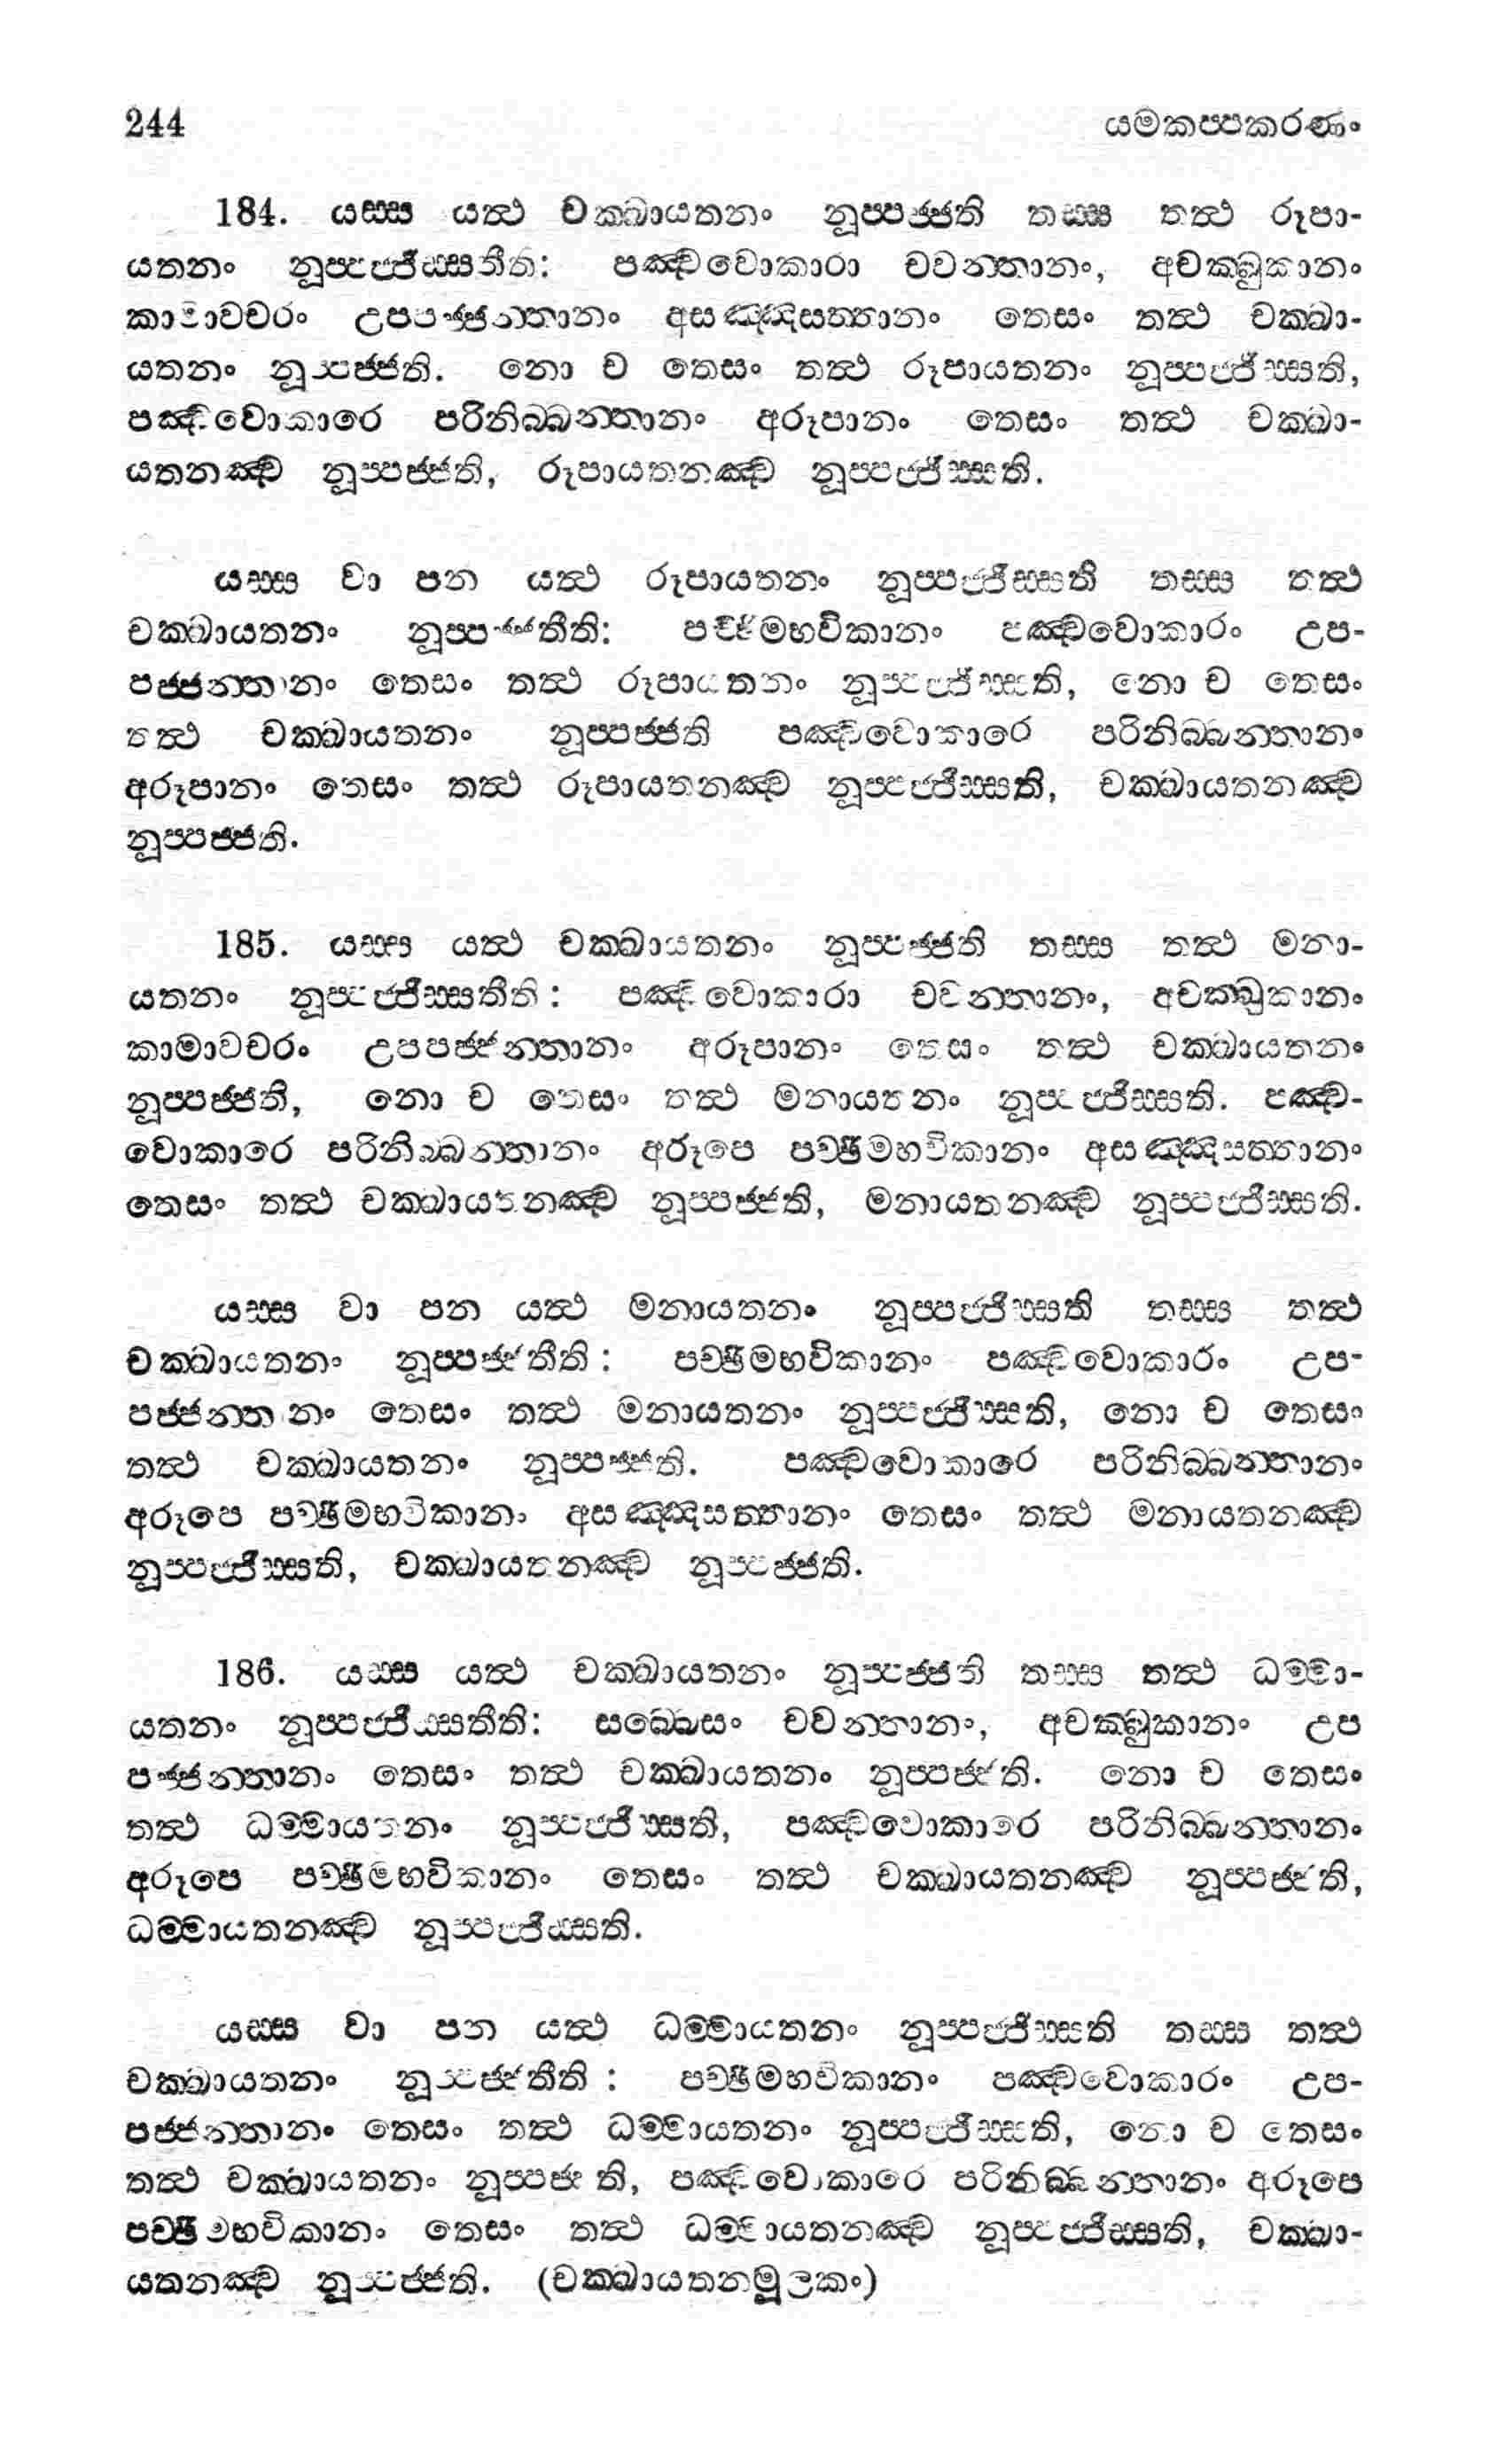 244 යමකප්පකරණං
184. යස්ස යත්ථ චක්ඛායතනං නූප්පජ්ජති තස්ස තත්ථ රූපා-
යතනං නූප්පජ්ජිස්සතීති: පඤ්චවොකාරා චවන්තානං, අචක්ඛුකානං
කාමාවචරං උපපජ්ජන්තානං අසඤ්ඤසත්තානං තෙසං තත්ථ චක්ඛා-
යතනං නූප්පජ්ජති. නො ච තෙසං තත්ථ රූපායතනං නූප්පජ්ජිස්සති,
පඤ්චවොකාරෙ පරිනිබ්බන්තානං අරූපානං තෙසං තත්ථ චක්ඛා-
යතනඤ්ච නූප්පජ්ජති, රූපායතනඤ්ච නූප්පජ්ජිස්සති.
යස්ස වා පන යත්ථ රූපායතනං නූප්පජ්ජිස්සති තස්ස තත්ථ
චක්ඛායතනං නූප්පජ්ජතීති: පච්ඡිමභවිකානං පඤ්චවොකාරං උප-
පජ්ජන්තානං තෙසං තත්ථ රූපායතනං නූප්පජ්ජිස්සති, නො ච තෙසං
තත්ථ චක්ඛායතනං නූප්පජ්ජති පඤ්චවොකාරෙ පරිනිබ්බන්තානං
අරූපානං තෙසං තත්ථ රූපායතනඤ්ච නූප්පජ්ජිස්සති, චක්ඛායතනඤ්ච
නූප්පජ්ජති.
185. යස්ස යත්ථ චක්ඛායතනං නූප්පජ්ජති තස්ස තත්ථ මනා-
යතනං නූප්පජ්ජිස්සතීති: පඤ්චවොකාරා චවන්තානං, අචක්ඛුකානං
කාමාවචරං උපපජ්ජන්තානං අරූපානං තෙසං තත්ථ චක්ඛායතනං
නූප්පජ්ජති, නො ච තෙසං තත්ථ මනායතනං නූප්පජ්ජිස්සති. පඤ්ච-
වොකාරෙ පරිනිබ්බන්තානං අරූපෙ පච්ඡිමභවිකානං අසඤ්ඤසත්තානං
තෙසං තත්ථ චක්ඛායතනඤ්ච නූප්පජ්ජති, මනායතනඤ්ච නූප්පජ්ජිස්සති.
යස්ස වා පන යත්ථ මනායතනං නූප්පජ්ජිස්සති තස්ස තත්ථ
චක්ඛායතනං නූප්පජ්ජතීති: පච්ඡිමභවිකානං පඤ්චවොකාරං උප-
පජ්ජන්තානං තෙසං තත්ථ මනායතනං නූප්පජ්ජිස්සති, නො ච තෙසං
තත්ථ චක්ඛායතනං නූප්පජ්ජති. පඤ්චවොකාරෙ පරිනිබ්බන්තානං
අරූපෙ පච්ඡිමභවිකානං අසඤ්ඤසත්තානං තෙසං තත්ථ මනායතනඤ්ච
නූප්පජ්ජිස්සති, චක්ඛායතනඤ්ච නූප්පජ්ජති.
186. යස්ස යත්ථ චක්ඛායතනං නූප්පජ්ජති තස්ස තත්ථ ධම්මා-
යතනං නූප්පජ්ජිස්සතීති: සබ්බෙසං චවන්තානං, අචක්ඛුකානං උප
පජ්ජන්තානං තෙසං තත්ථ චක්ඛායතනං නූප්පජ්ජති. නො ච තෙසං
තත්ථ ධම්මායතනං නූප්පජ්ජිස්සති, පඤ්චවොකාරෙ පරිනිබ්බන්තානං
අරූපෙ පච්ඡිමභවිකානං තෙසං තත්ථ චක්ඛායතනඤ්ච නූප්පජ්ජති,
ධම්මායතනඤ්ච නූප්පජ්ජිස්සති.
යස්ස වා පන යත්ථ ධම්මායතනං නූප්පජ්ජිස්සති තස්ස තත්ථ
චක්ඛායතනං නූප්පජ්ජතීති: පච්ඡිමභවිකානං පඤ්චවොකාරං උප-
පජ්ජන්තානං තෙසං තත්ථ ධම්මායතනං නූප්පජ්ජිස්සති, නො ච තෙසං
තත්ථ චක්ඛායතනං නූප්පජ්ජති, පඤ්චවොකාරෙ පරිනිබ්බන්තානං අරූපෙ
පච්ඡිමභවිකානං තෙසං තත්ථ ධම්මායතනඤ්ච නූප්පජ්ජිස්සති, චක්ඛා-
යතනඤ්ච නූප්පජ්ජති. (චක්ඛායතනමූලකං)